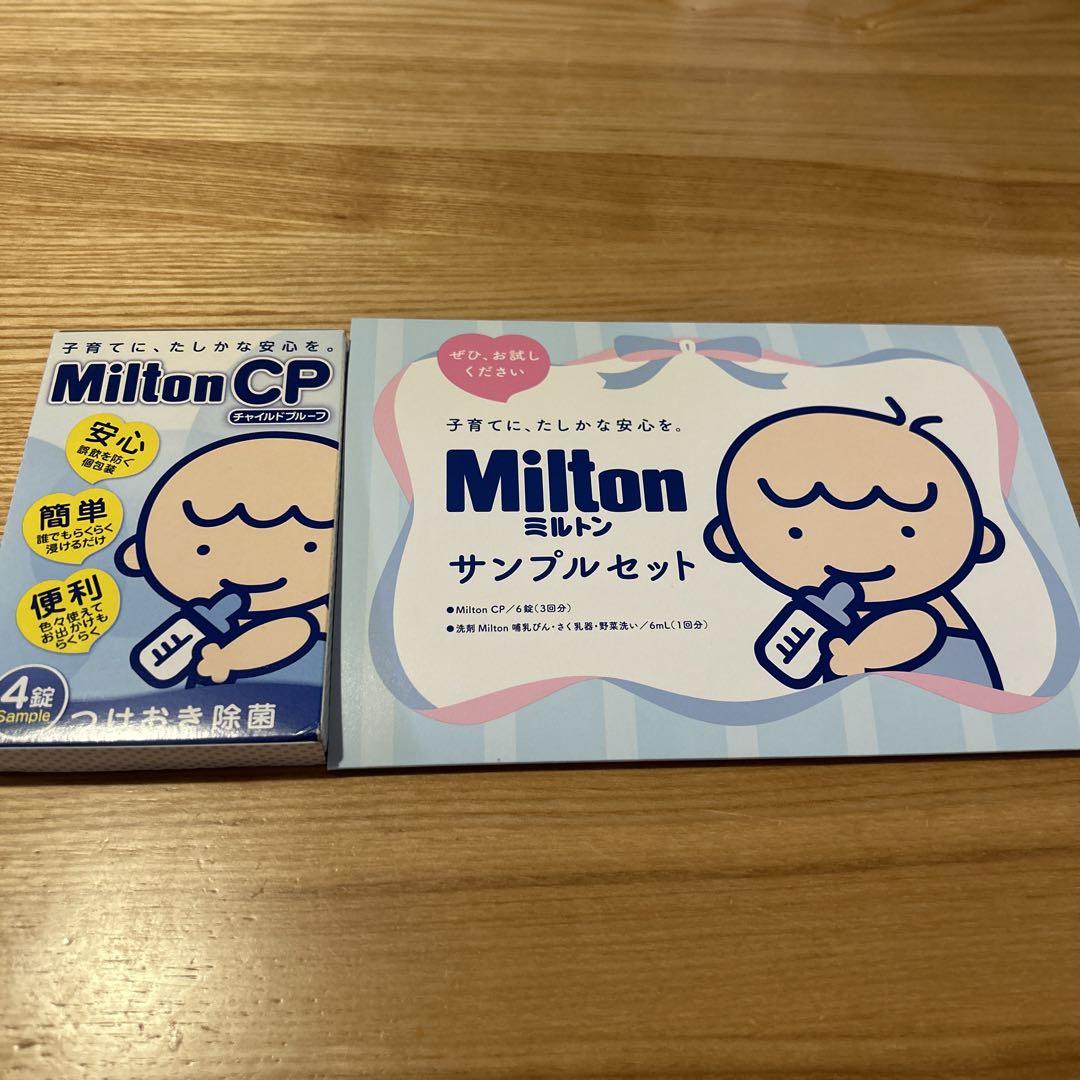 子育てに、たしかな安心を。
Milton CP
チャイルドプルーフ
安心
誤飲を防ぐ
個包装
簡単
誰でもらくらく
浸けるだけ
便利
色々使えて
お出かけも
らくらく
4錠
Sample
つけおき除菌
ぜひ、お試し
ください
子育てに、たしかな安心を。
Milton
ミルトン
サンプルセット
●Milton CP／6錠（3回分）
●洗剤 Milton 哺乳びん・さく乳器・野菜洗い／6mL（1回分）